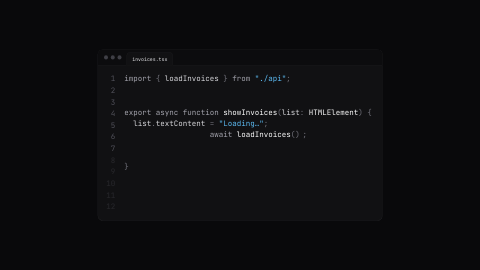 invoices.tsx
1 import { loadInvoices } from "./api";
2
3
4 export async function showInvoices(list: HTMLElement) {
5 list.textContent = "Loading…";
6 await loadInvoices() ;
7
8
9 }
10
11
12